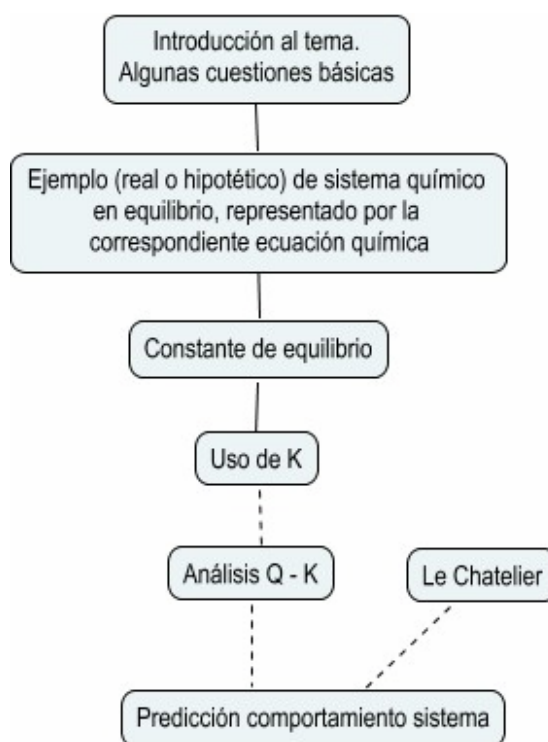 Introducción al tema.
Algunas cuestiones básicas
Ejemplo (real o hipotético) de sistema químico
en equilibrio, representado por la
correspondiente ecuación química
Constante de equilibrio
Uso de K
Análisis Q - K
Le Chatelier
Predicción comportamiento sistema